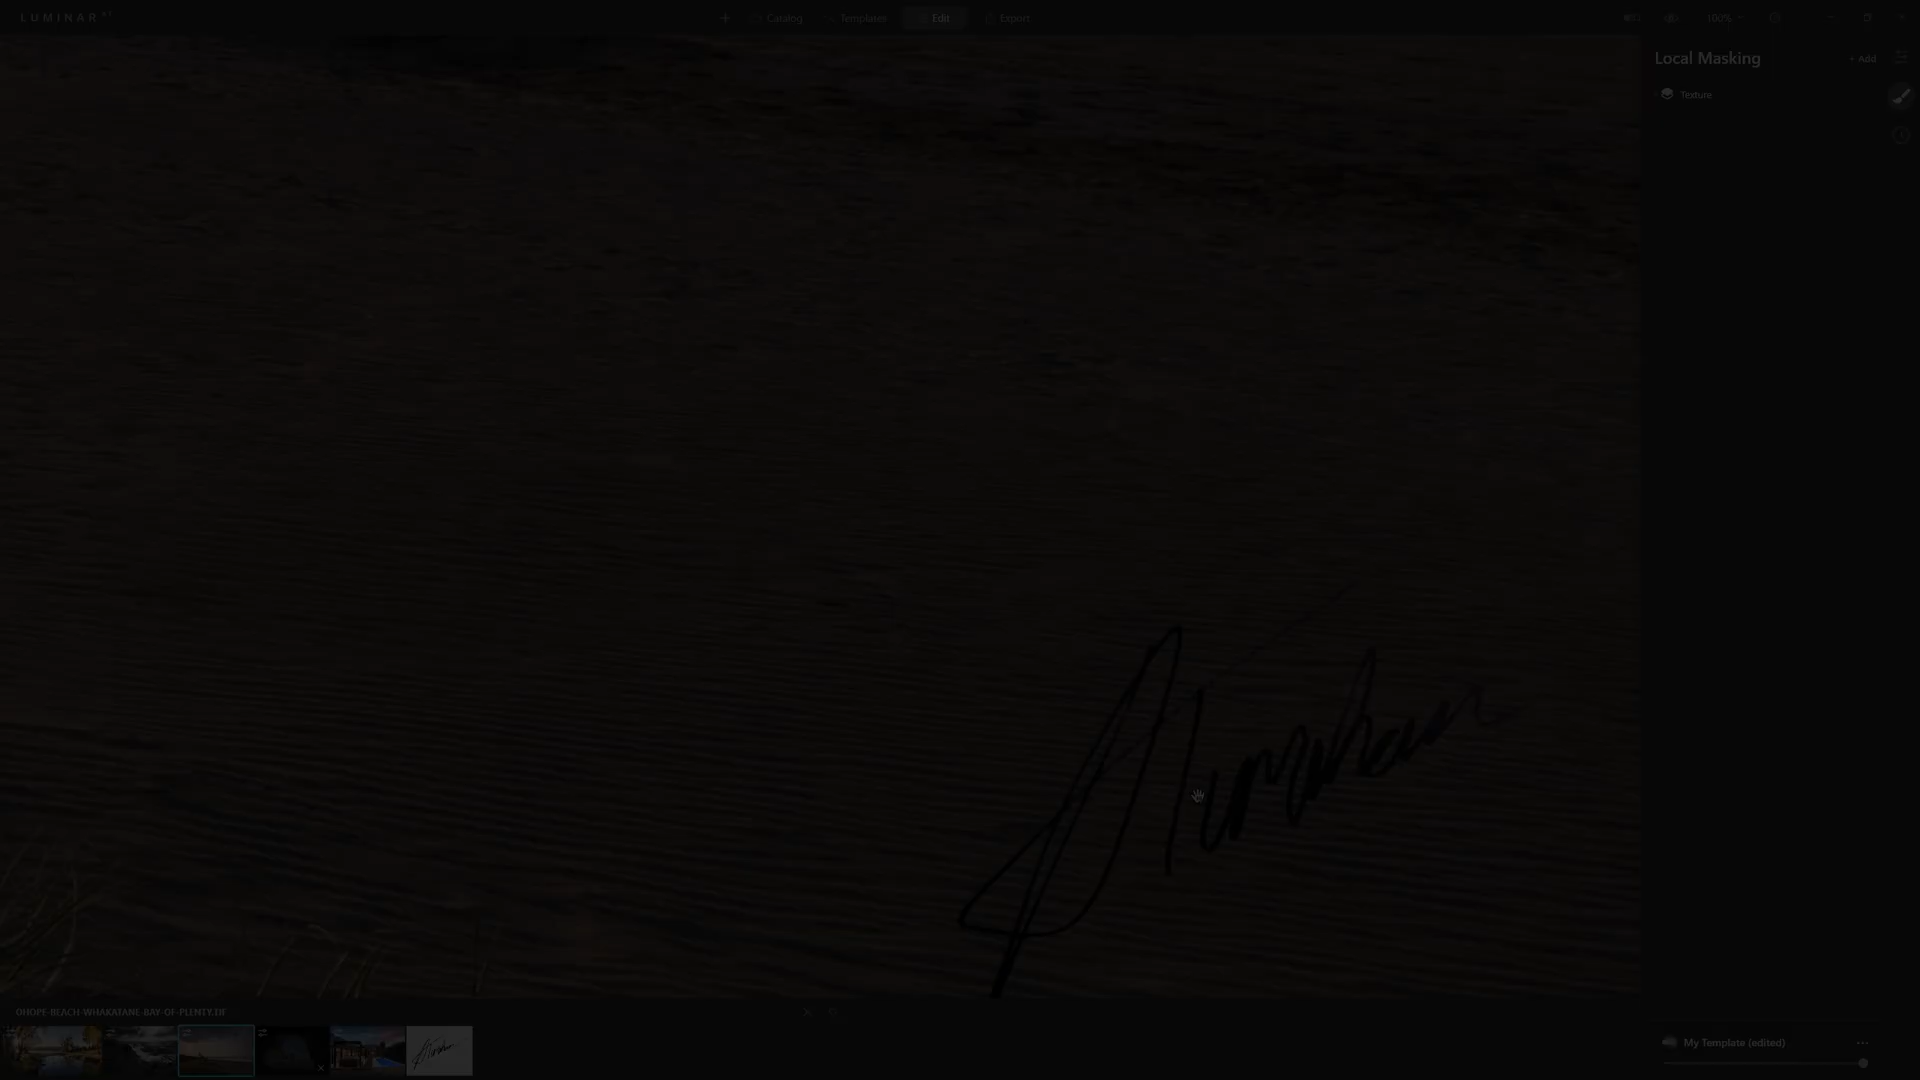 LUMINAR AI
+ Catalog Templates Edit Export 100%
Local Masking + Add
Texture
OHOPE-BEACH-WHAKATANE-BAY-OF-PLENTY.TIF
My Template (edited) ...